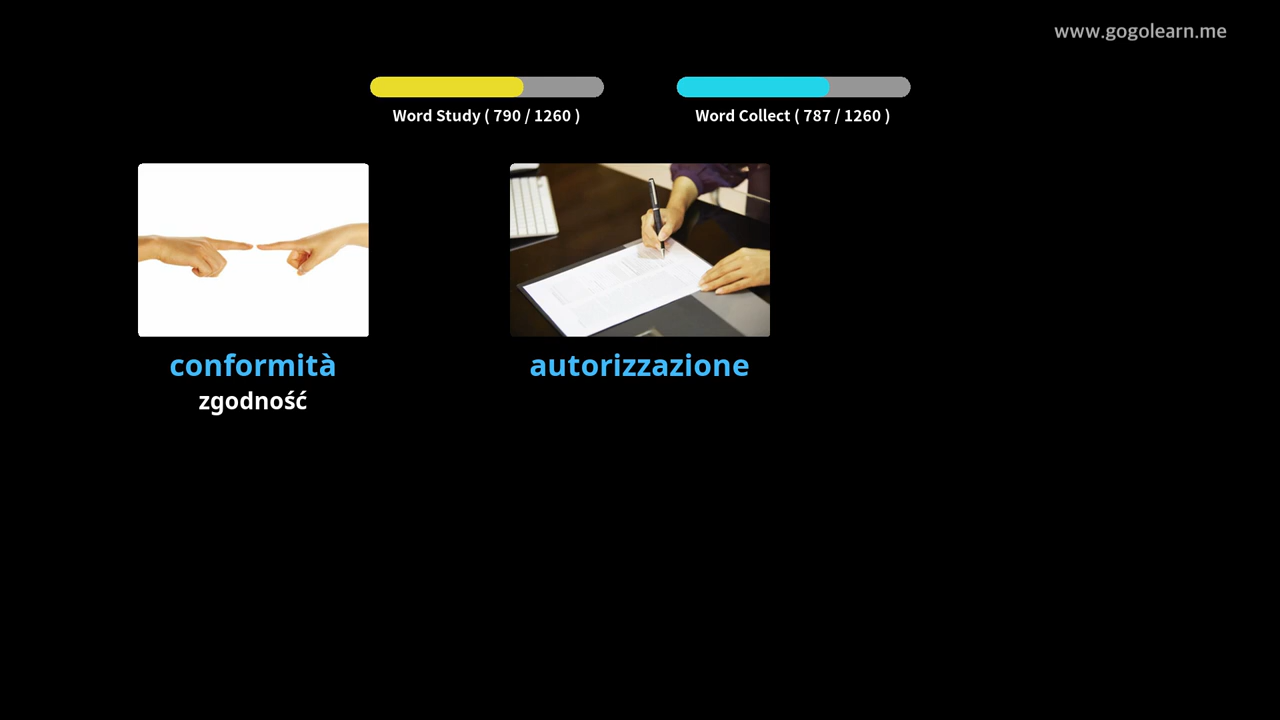 www.gogolearn.me
Word Study ( 790 / 1260 )
Word Collect ( 787 / 1260 )
conformità
zgodność
autorizzazione